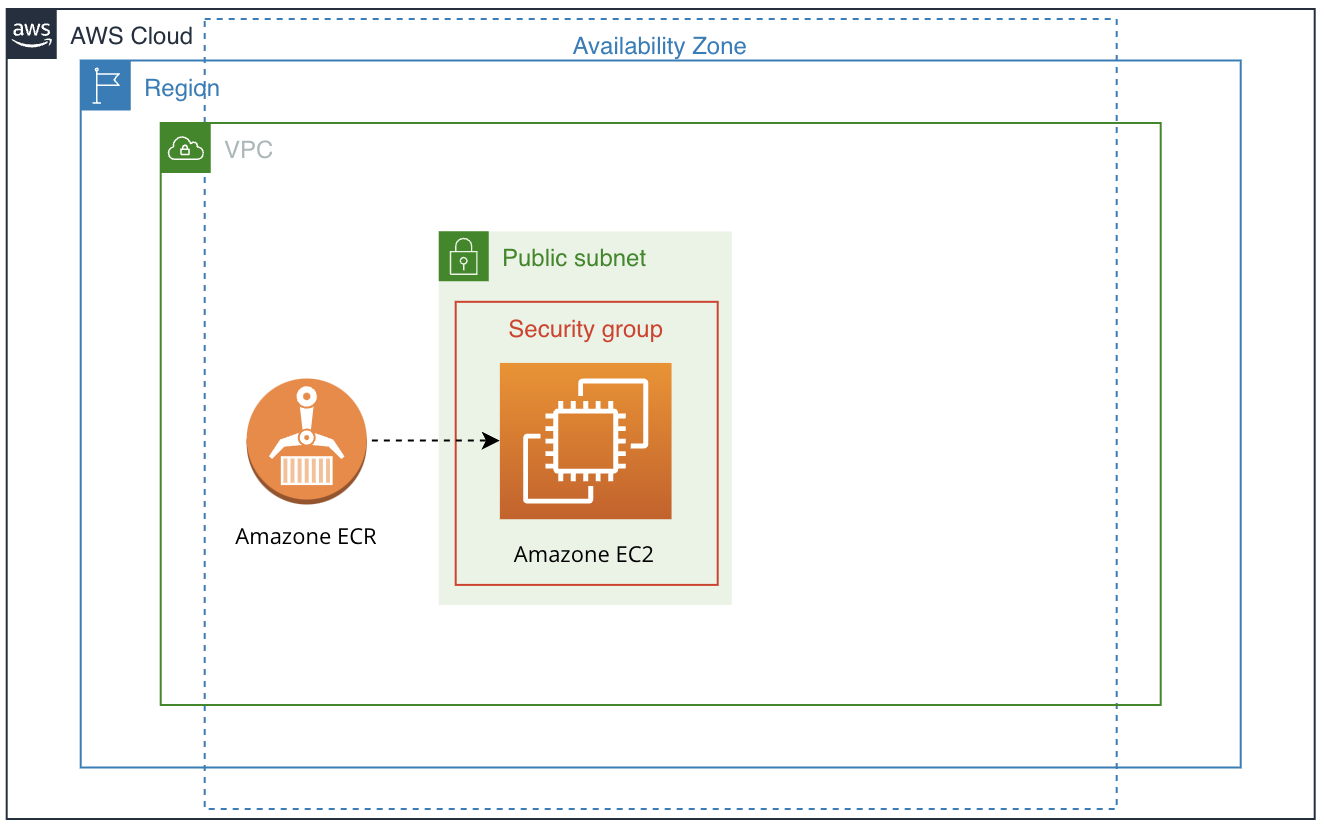 aws
AWS Cloud
Availability Zone
Region
VPC
Public subnet
Security group
Amazone ECR
Amazone EC2